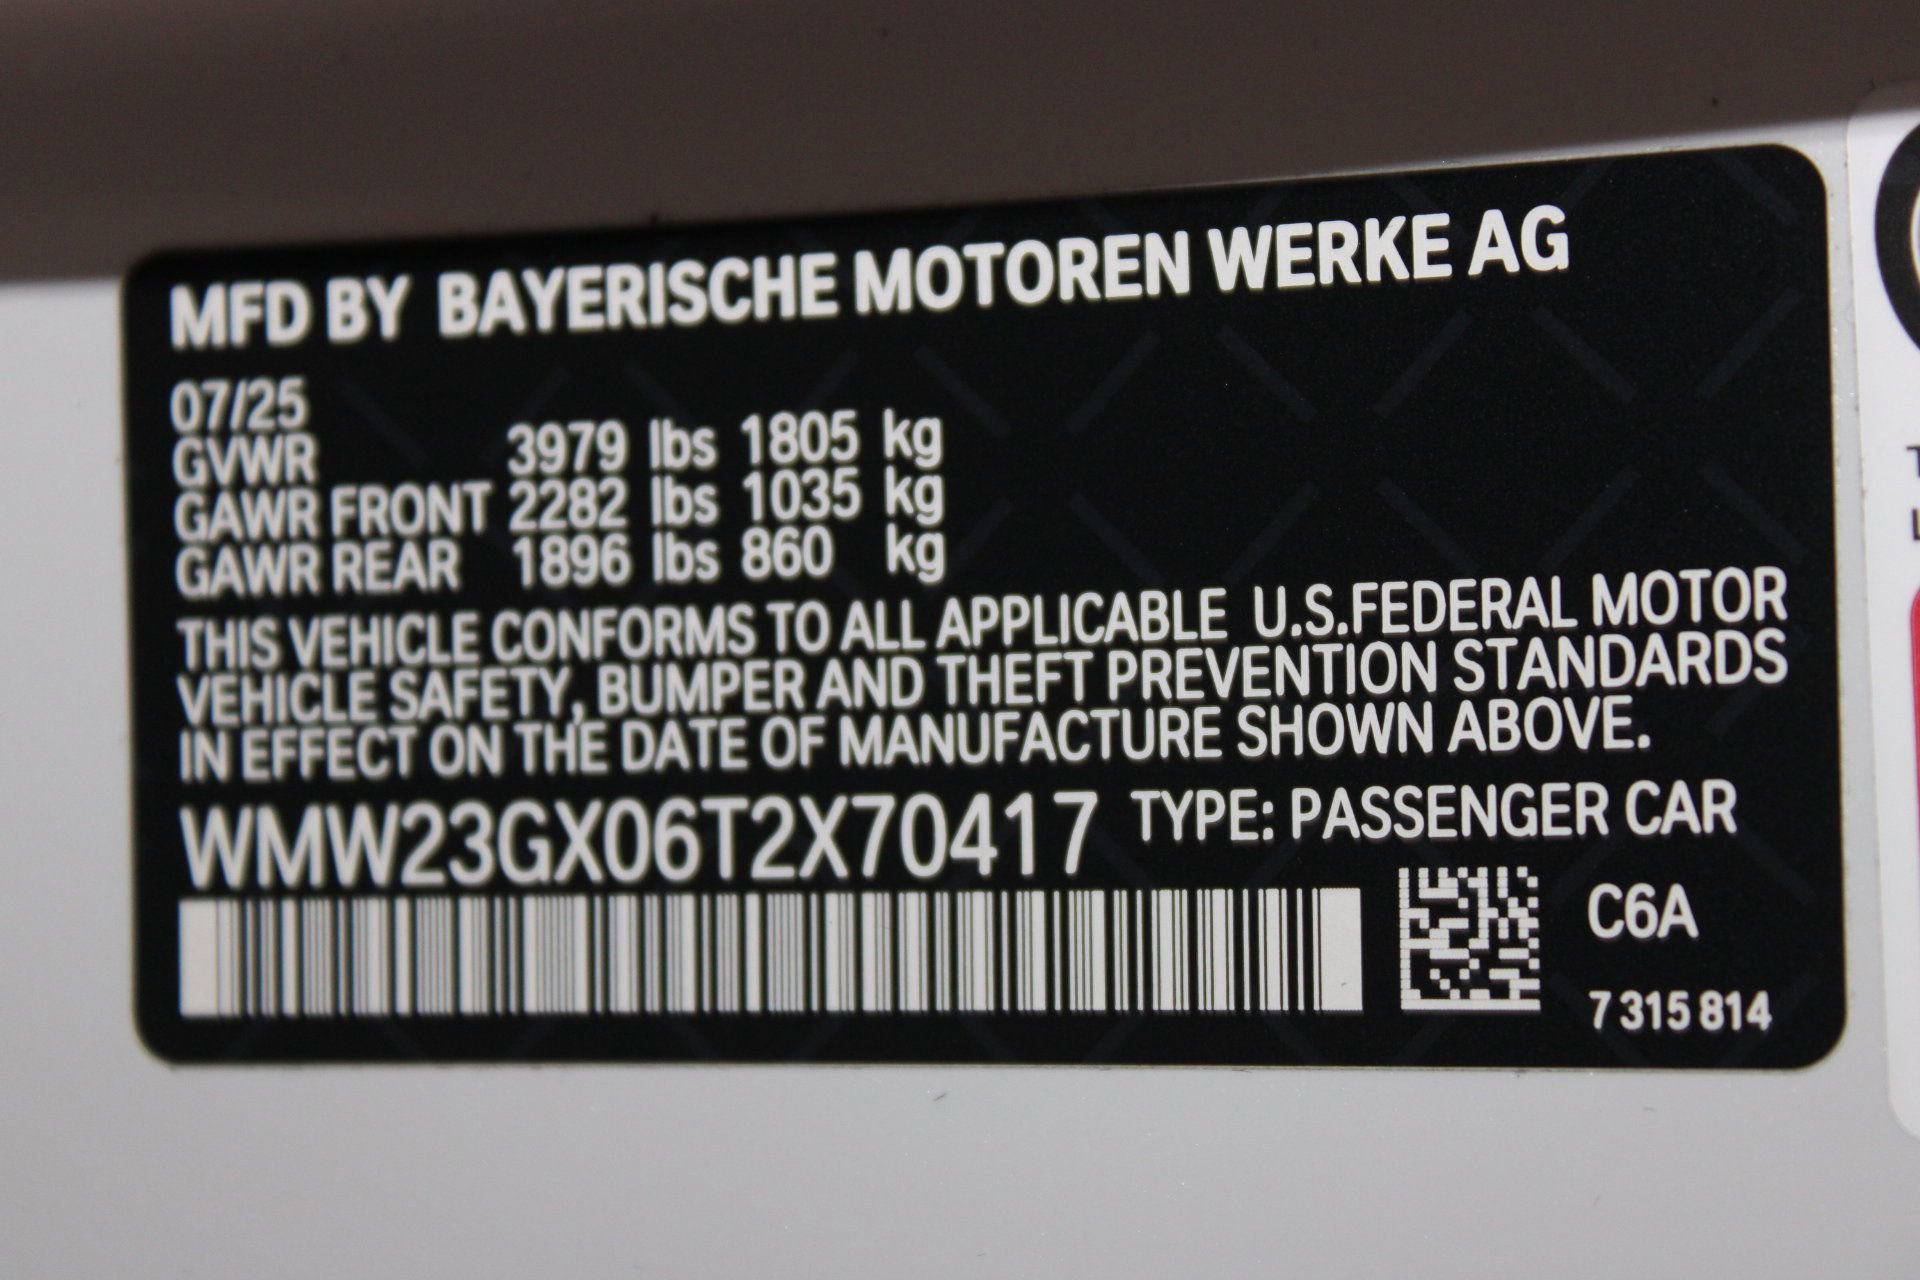 MFD BY BAYERISCHE MOTOREN WERKE AG
07/25
GVWR 3979 lbs 1805 kg
GAWR FRONT 2282 lbs 1035 kg
GAWR REAR 1896 lbs 860 kg
THIS VEHICLE CONFORMS TO ALL APPLICABLE U.S.FEDERAL MOTOR
VEHICLE SAFETY, BUMPER AND THEFT PREVENTION STANDARDS
IN EFFECT ON THE DATE OF MANUFACTURE SHOWN ABOVE.
WMW23GX06T2X70417 TYPE: PASSENGER CAR
C6A
7 315 814